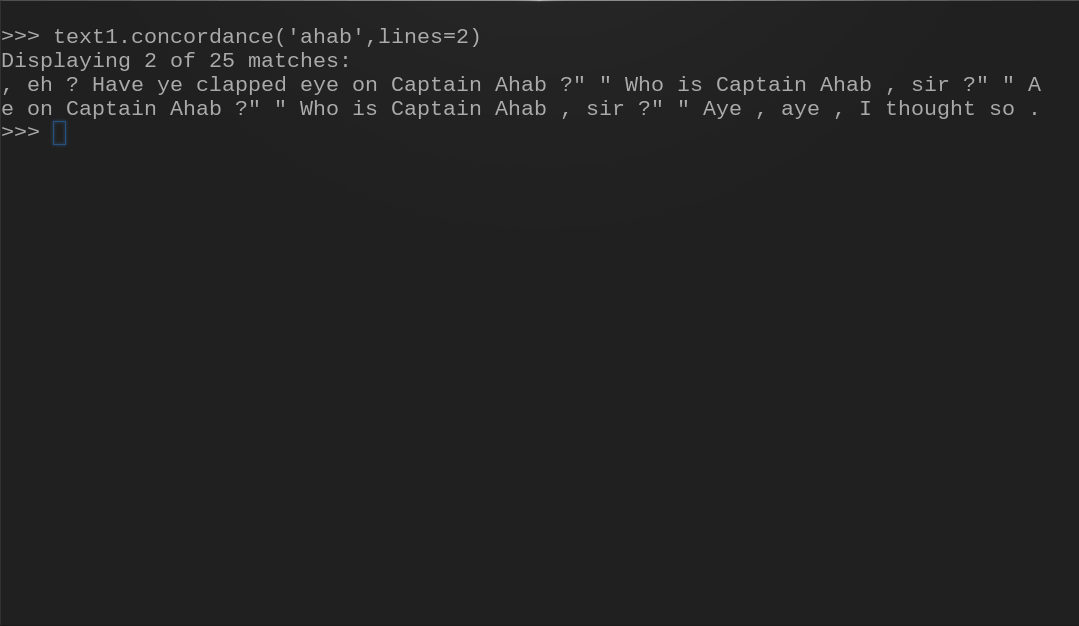 >>> text1.concordance('ahab',lines=2)
Displaying 2 of 25 matches:
, eh ? Have ye clapped eye on Captain Ahab ?" " Who is Captain Ahab , sir ?" " A
e on Captain Ahab ?" " Who is Captain Ahab , sir ?" " Aye , aye , I thought so .
>>>